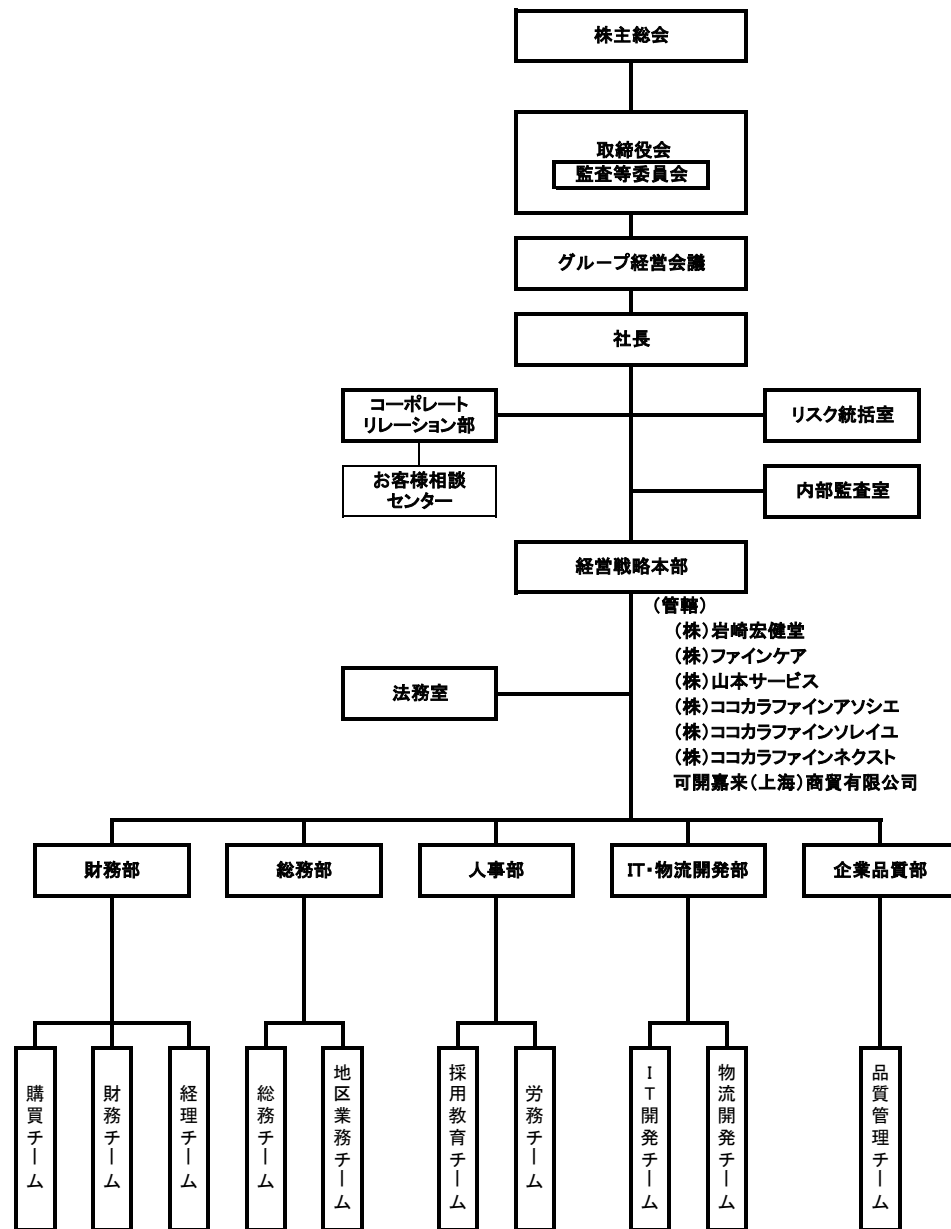 株主総会
取締役会
監査等委員会
グループ経営会議
社長
コーポレート
リレーション部
リスク統括室
お客様相談
センター
内部監査室
経営戦略本部
（管轄）
（株）岩崎宏健堂
（株）ファインケア
（株）山本サービス
（株）ココカラファインアソシエ
（株）ココカラファインソレイユ
（株）ココカラファインネクスト
可開嘉来（上海）商貿有限公司
法務室
財務部
総務部
人事部
IT・物流開発部
企業品質部
購買チーム
財務チーム
経理チーム
総務チーム
地区業務チーム
採用教育チーム
労務チーム
IT開発チーム
物流開発チーム
品質管理チーム